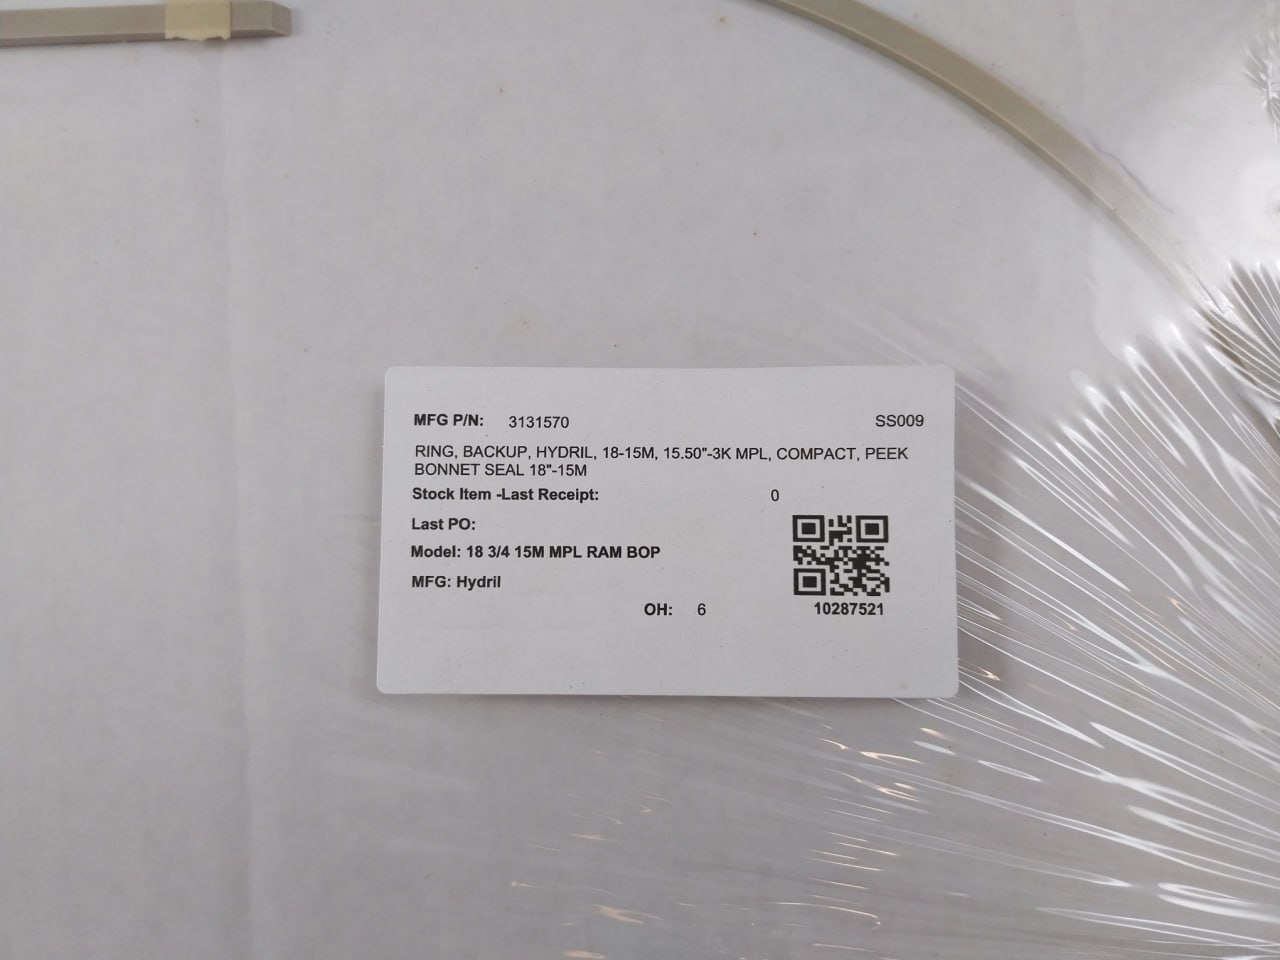 MFG P/N: 3131570 SS009
RING, BACKUP, HYDRIL, 18-15M, 15.50"-3K MPL, COMPACT, PEEK
BONNET SEAL 18"-15M
Stock Item -Last Receipt: 0
Last PO:
Model: 18 3/4 15M MPL RAM BOP
MFG: Hydril
OH: 6 10287521